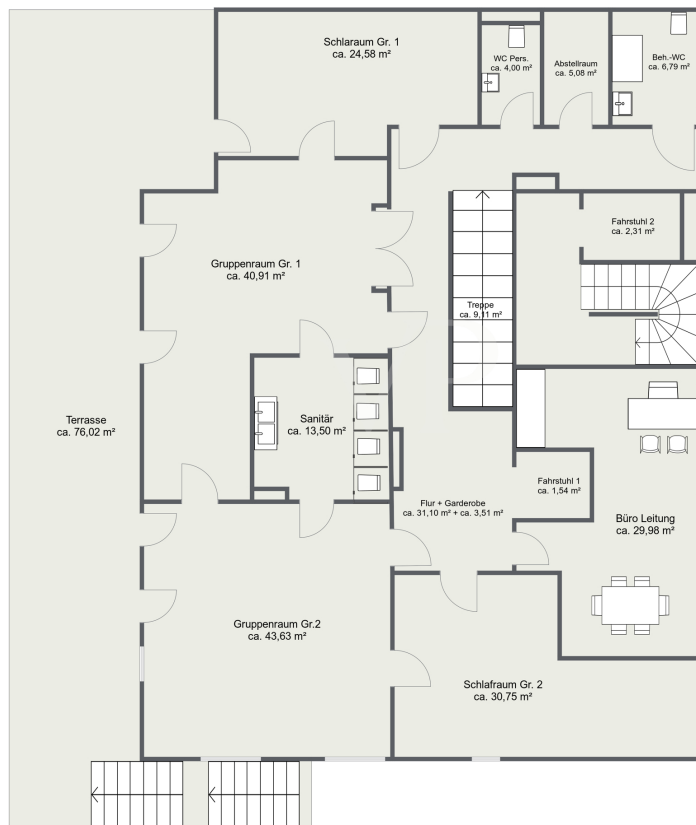 Schlaraum Gr. 1
ca. 24,58 m²
WC Pers.
ca. 4,00 m²
Abstellraum
ca. 5,08 m²
Beh.-WC
ca. 6,79 m²
Fahrstuhl 2
ca. 2,31 m²
Gruppenraum Gr. 1
ca. 40,91 m²
Treppe
ca. 9,11 m²
Terrasse
ca. 76,02 m²
Sanitär
ca. 13,50 m²
Fahrstuhl 1
ca. 1,54 m²
Flur + Garderobe
ca. 31,10 m² + ca. 3,51 m²
Büro Leitung
ca. 29,98 m²
Gruppenraum Gr.2
ca. 43,63 m²
Schlafraum Gr. 2
ca. 30,75 m²